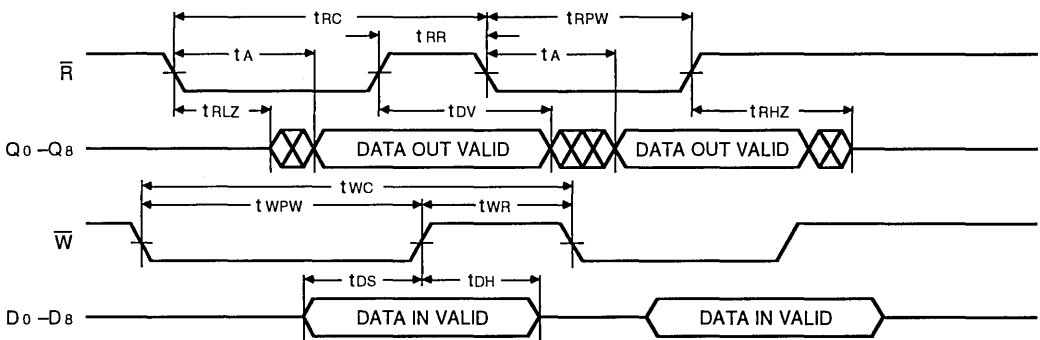 tRC tRPW
tRR
tA tA
R̅
tRLZ tDV tRHZ
Q0–Q8 DATA OUT VALID DATA OUT VALID
tWC
tWPW tWR
W̅
tDS tDH
D0–D8 DATA IN VALID DATA IN VALID